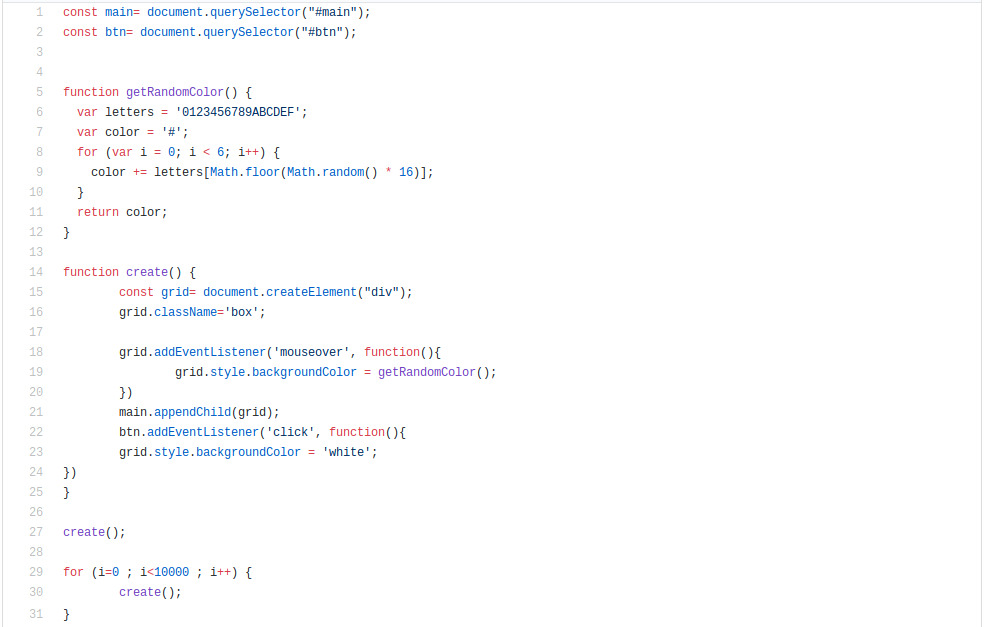 1 const main= document.querySelector("#main");
2 const btn= document.querySelector("#btn");
3
4
5 function getRandomColor() {
6   var letters = '0123456789ABCDEF';
7   var color = '#';
8   for (var i = 0; i < 6; i++) {
9     color += letters[Math.floor(Math.random() * 16)];
10   }
11   return color;
12 }
13
14 function create() {
15         const grid= document.createElement("div");
16         grid.className='box';
17
18         grid.addEventListener('mouseover', function(){
19                 grid.style.backgroundColor = getRandomColor();
20         })
21         main.appendChild(grid);
22         btn.addEventListener('click', function(){
23         grid.style.backgroundColor = 'white';
24 })
25 }
26
27 create();
28
29 for (i=0 ; i<10000 ; i++) {
30         create();
31 }